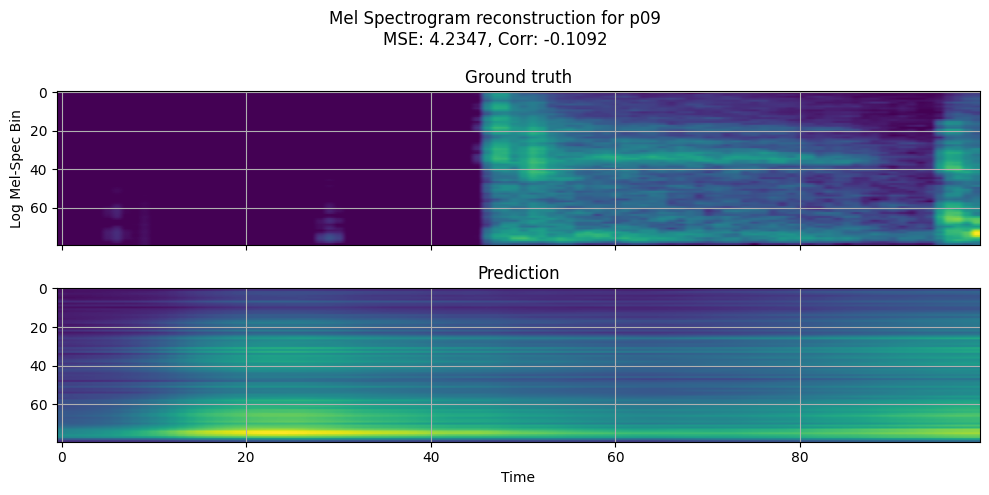 Mel Spectrogram reconstruction for p09
MSE: 4.2347, Corr: -0.1092
Ground truth
Log Mel-Spec Bin
0
20
40
60
Prediction
0
20
40
60
0 20 40 60 80
Time